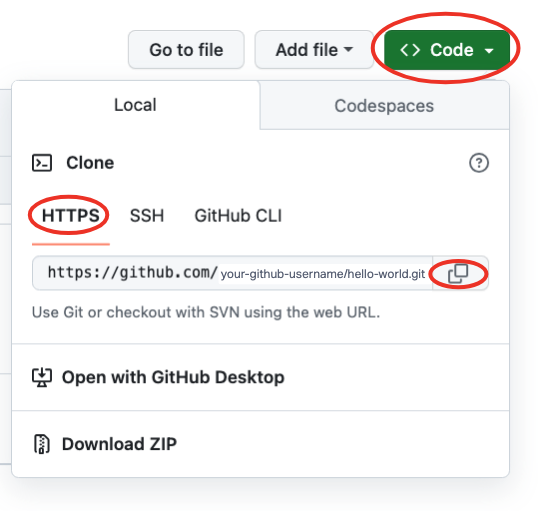 Go to file
Add file
<> Code
Local
Codespaces
Clone
HTTPS
SSH
GitHub CLI
https://github.com/your-github-username/hello-world.git
Use Git or checkout with SVN using the web URL.
Open with GitHub Desktop
Download ZIP